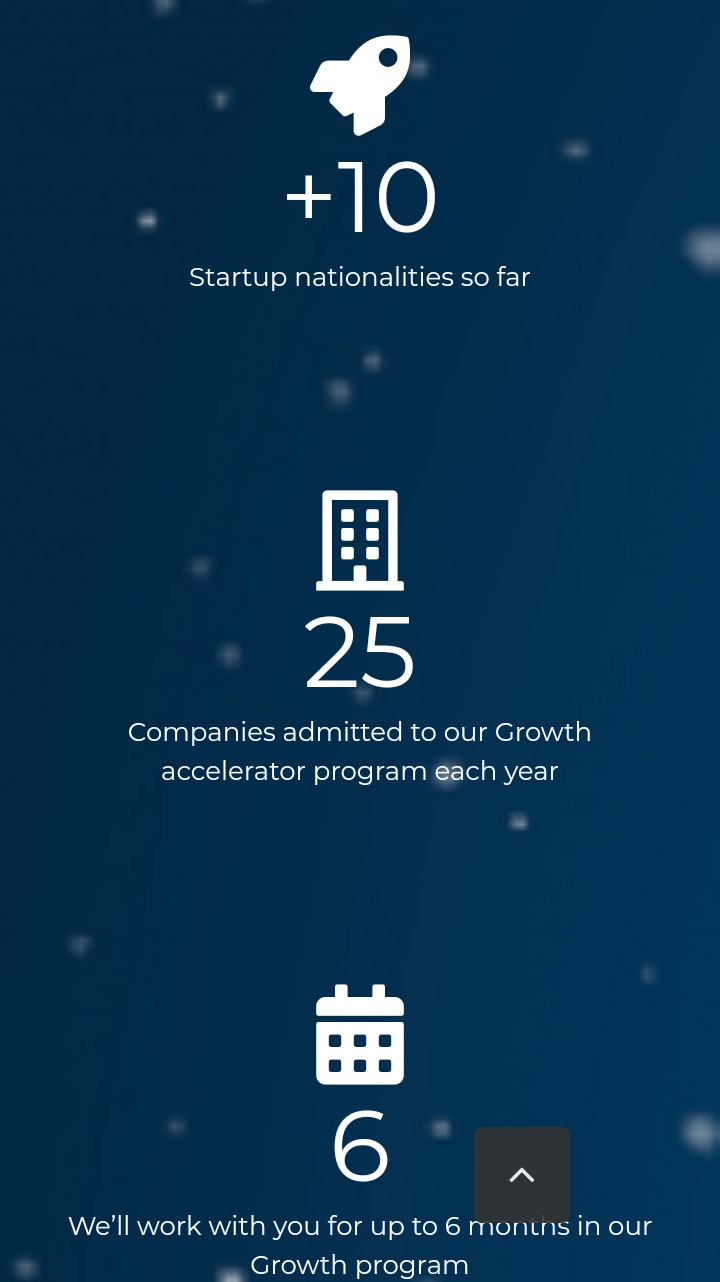 +10
Startup nationalities so far
25
Companies admitted to our Growth
accelerator program each year
6
We’ll work with you for up to 6 months in our
Growth program